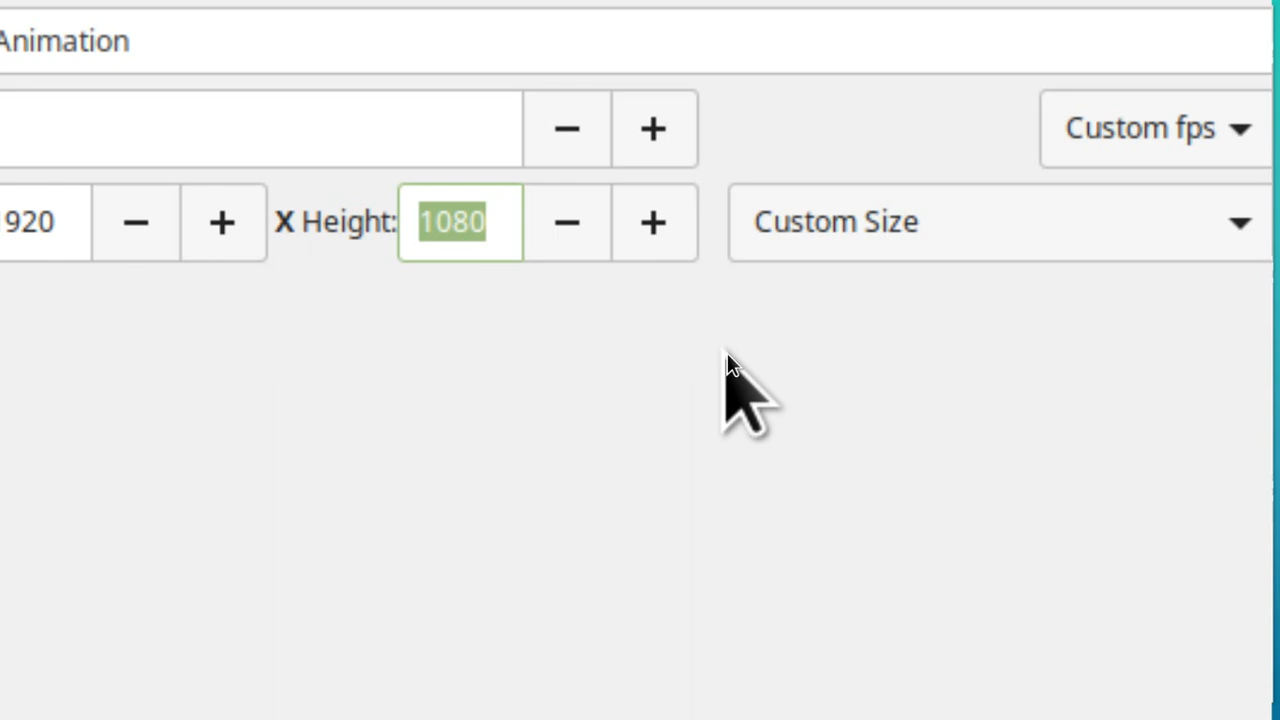 Animation
− + Custom fps
920 − + X Height: 1080 − + Custom Size